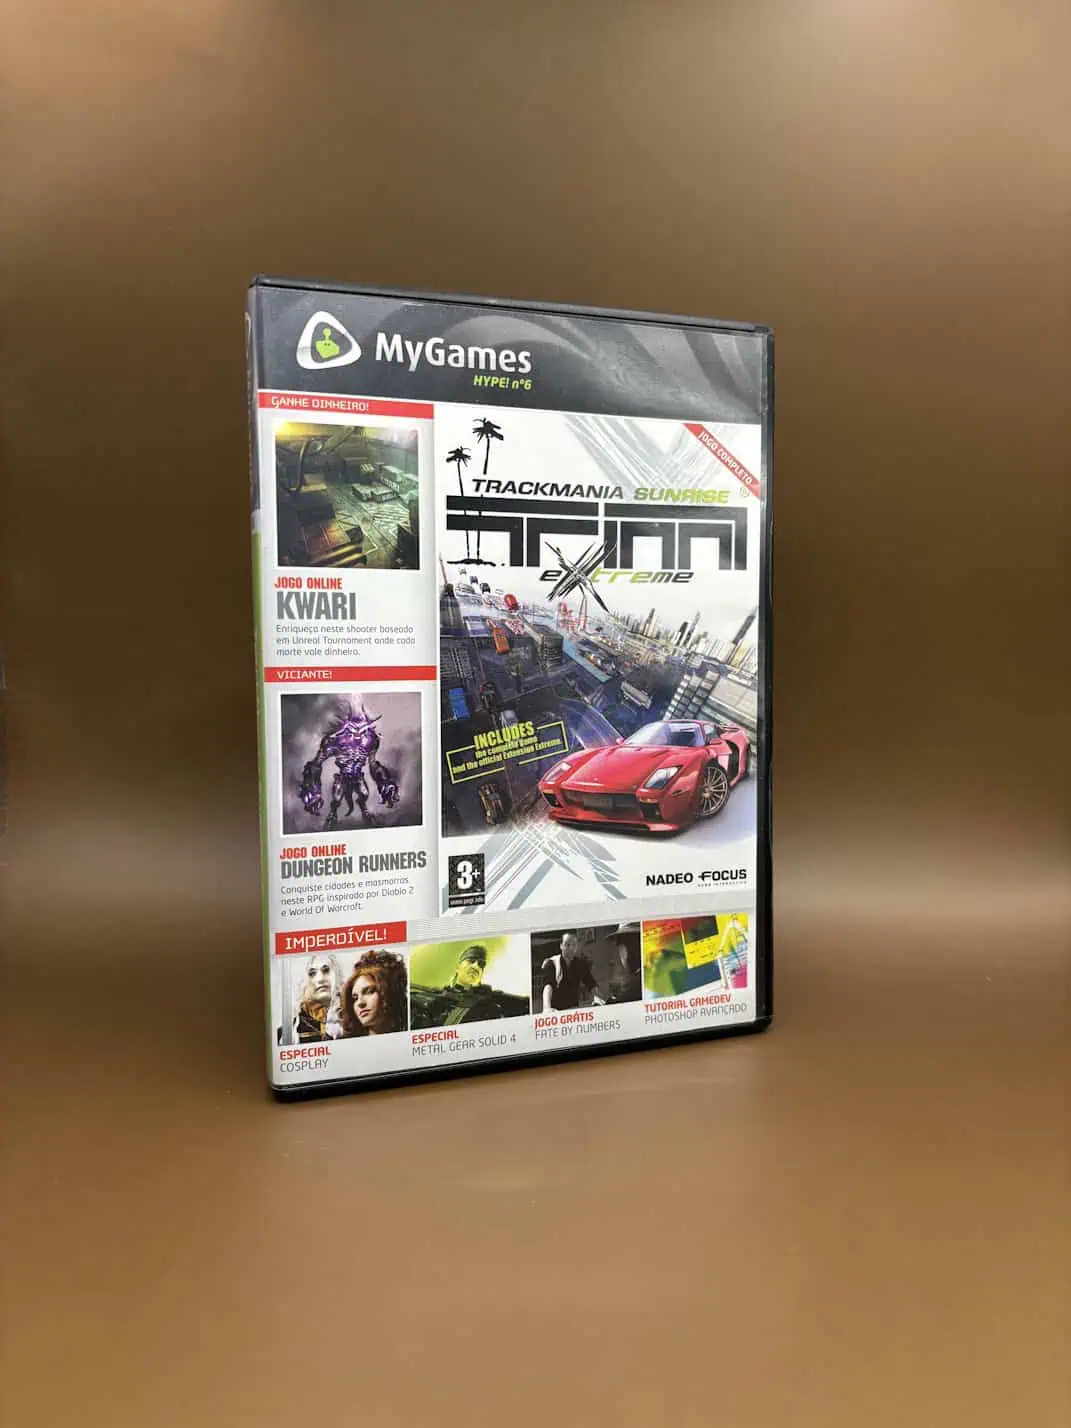 MyGames
HYPE! nº6
GANHE DINHEIRO!
JOGO ONLINE
KWARI
Enriqueça neste shooter baseado
em Unreal Tournament onde cada
morte vale dinheiro.
VICIANTE!
JOGO ONLINE
DUNGEON RUNNERS
Conquiste cidades e masmorras
neste RPG inspirado por Diablo 2
e World Of Warcraft.
JOGO COMPLETO
TRACKMANIA SUNRISE ®
TM
eXtreme
INCLUDES
the complete Game
and the official Extension Extreme
3+
www.pegi.info
NADEO FOCUS
HOME INTERACTIVE
IMPERDÍVEL!
ESPECIAL
COSPLAY
ESPECIAL
METAL GEAR SOLID 4
JOGO GRÁTIS
FATE BY NUMBERS
TUTORIAL GAMEDEV
PHOTOSHOP AVANÇADO